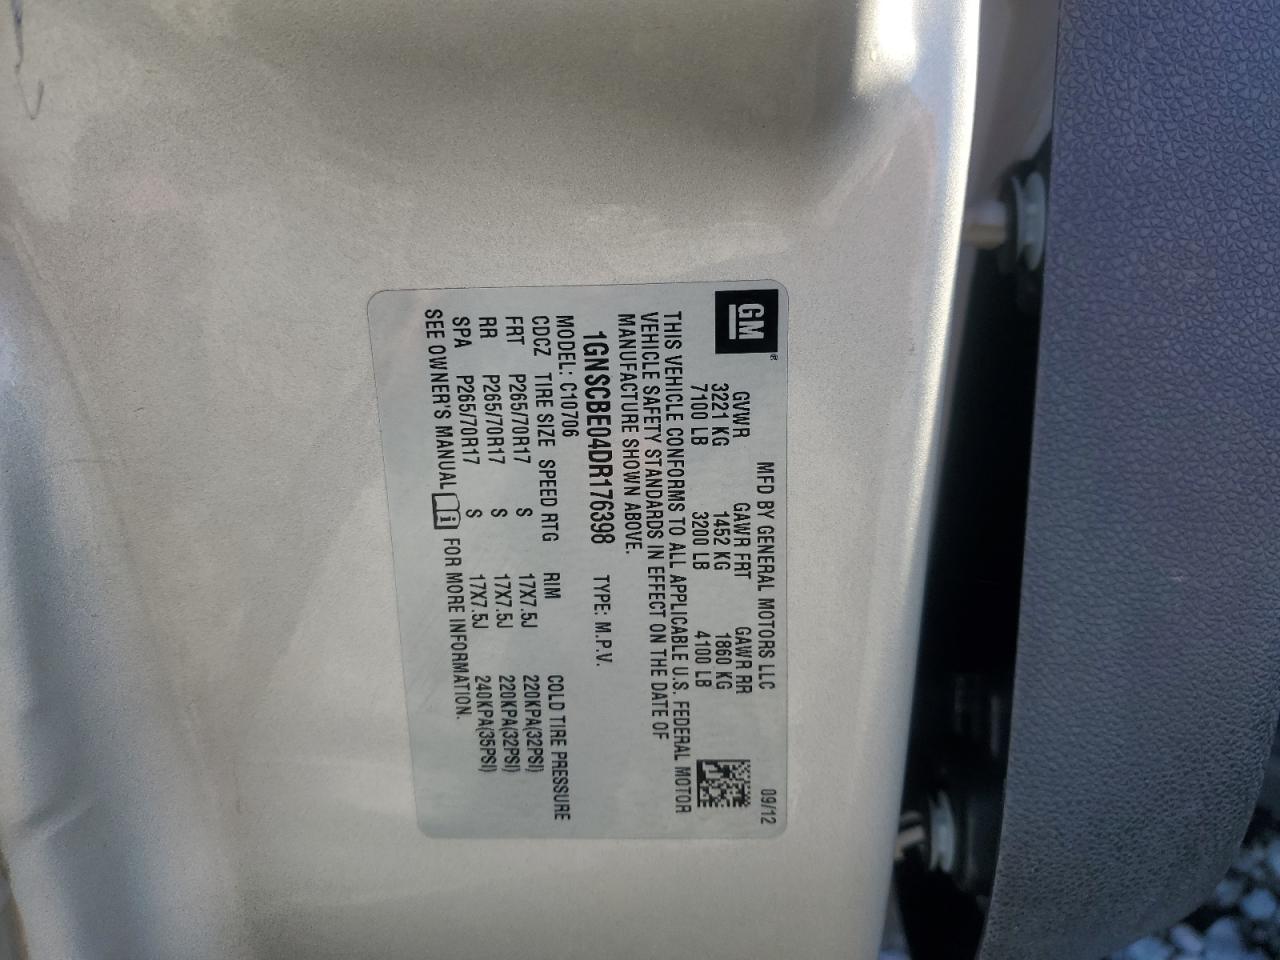 MFD BY GENERAL MOTORS LLC 09/12
GM®
GVWR GAWR FRT GAWR RR
3221 KG 1452 KG 1860 KG
7100 LB 3200 LB 4100 LB
THIS VEHICLE CONFORMS TO ALL APPLICABLE U.S. FEDERAL MOTOR
VEHICLE SAFETY STANDARDS IN EFFECT ON THE DATE OF
MANUFACTURE SHOWN ABOVE.
1GNSCBE04DR176398 TYPE: M.P.V.
MODEL: C10706
CDCZ TIRE SIZE SPEED RTG RIM COLD TIRE PRESSURE
FRT P265/70R17 S 17X7.5J 220KPA(32PSI)
RR P265/70R17 S 17X7.5J 220KPA(32PSI)
SPA P265/70R17 S 17X7.5J 240KPA(35PSI)
SEE OWNER'S MANUAL i FOR MORE INFORMATION.